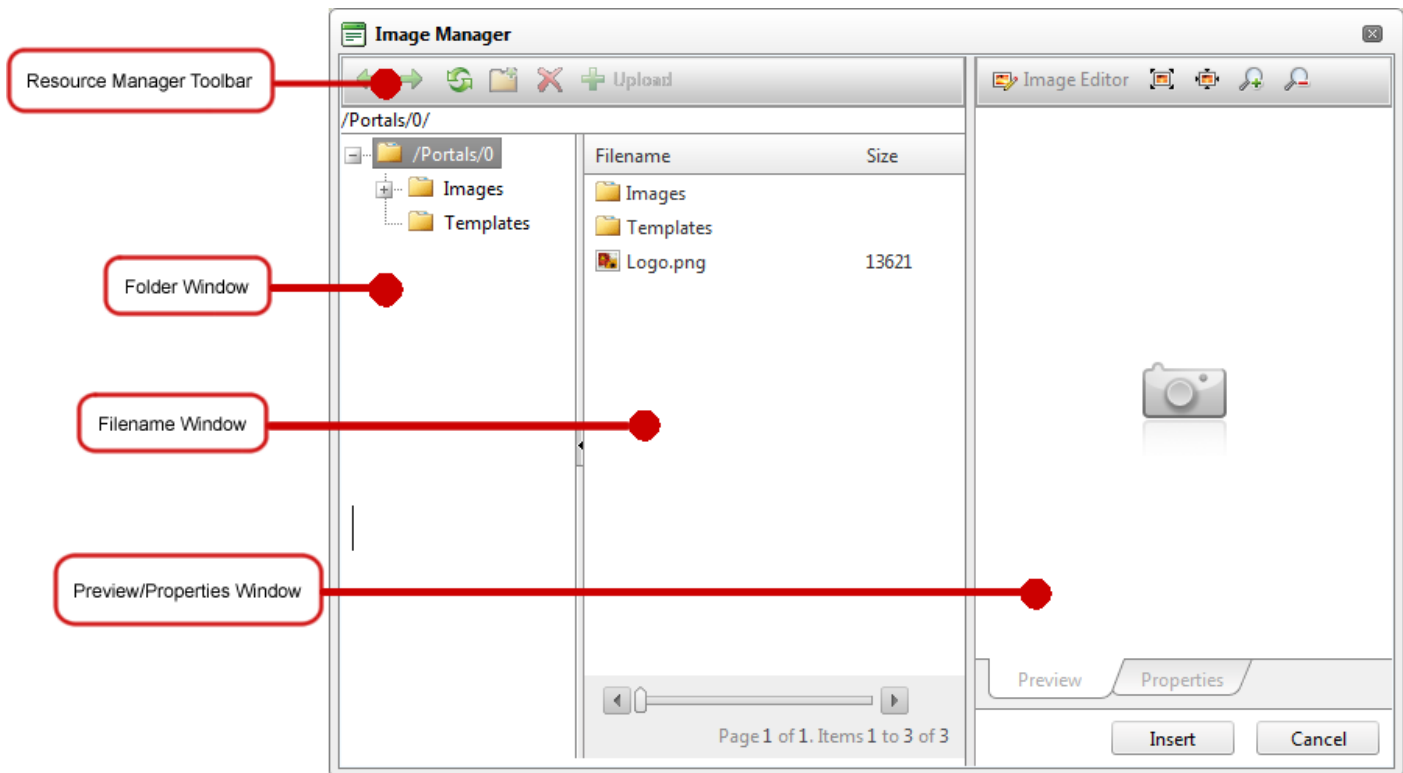 Image Manager
Resource Manager Toolbar
Upload
Image Editor
/Portals/0/
/Portals/0
Images
Templates
Filename Size
Images
Templates
Logo.png 13621
Folder Window
Filename Window
Preview/Properties Window
Preview Properties
Page 1 of 1. Items 1 to 3 of 3
Insert Cancel